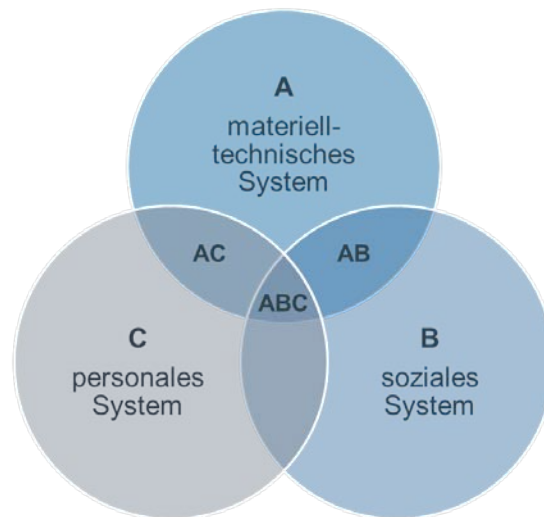 A
materiell-
technisches
System
AC
AB
ABC
C
personales
System
B
soziales
System